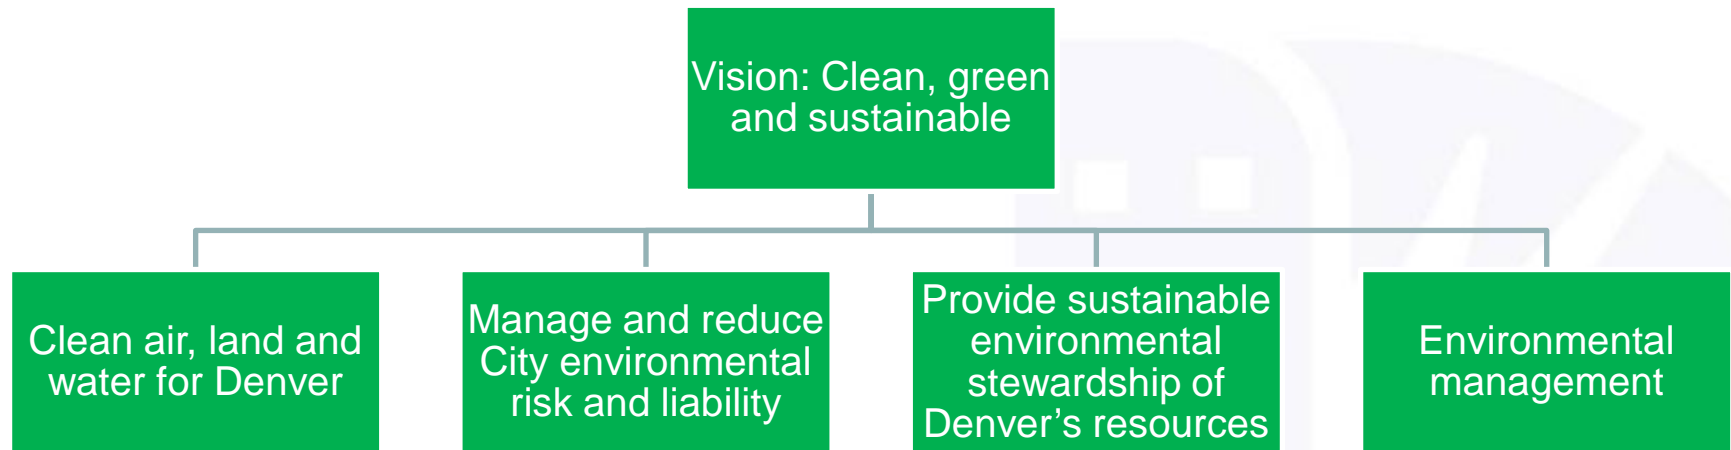 Vision: Clean, green
and sustainable
Clean air, land and
water for Denver
Manage and reduce
City environmental
risk and liability
Provide sustainable
environmental
stewardship of
Denver’s resources
Environmental
management